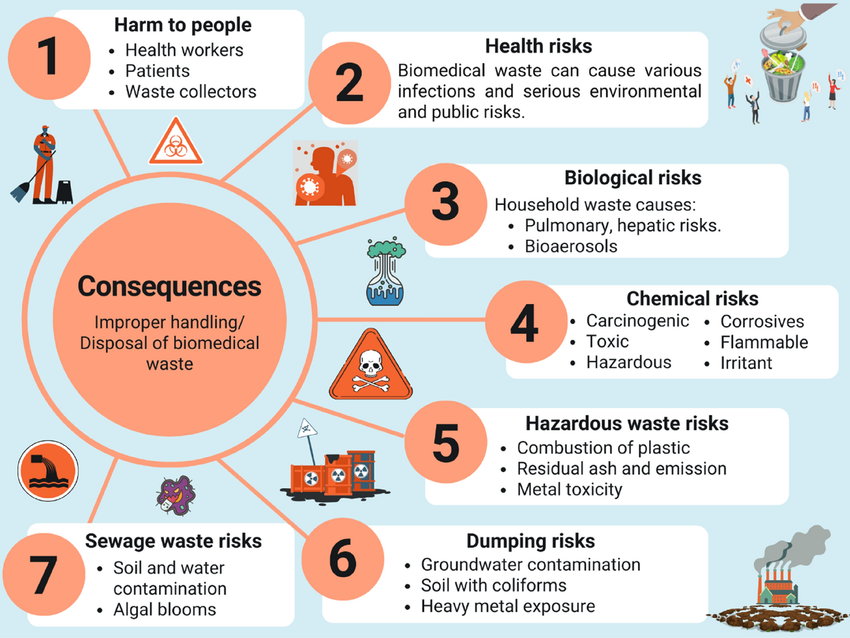 1
Harm to people
• Health workers
• Patients
• Waste collectors
2
Health risks
Biomedical waste can cause various
infections and serious environmental
and public risks.
3
Biological risks
Household waste causes:
• Pulmonary, hepatic risks.
• Bioaerosols
Consequences
Improper handling/
Disposal of biomedical
waste
4
Chemical risks
• Carcinogenic
• Toxic
• Hazardous
• Corrosives
• Flammable
• Irritant
5
Hazardous waste risks
• Combustion of plastic
• Residual ash and emission
• Metal toxicity
6
Dumping risks
• Groundwater contamination
• Soil with coliforms
• Heavy metal exposure
7
Sewage waste risks
• Soil and water
contamination
• Algal blooms